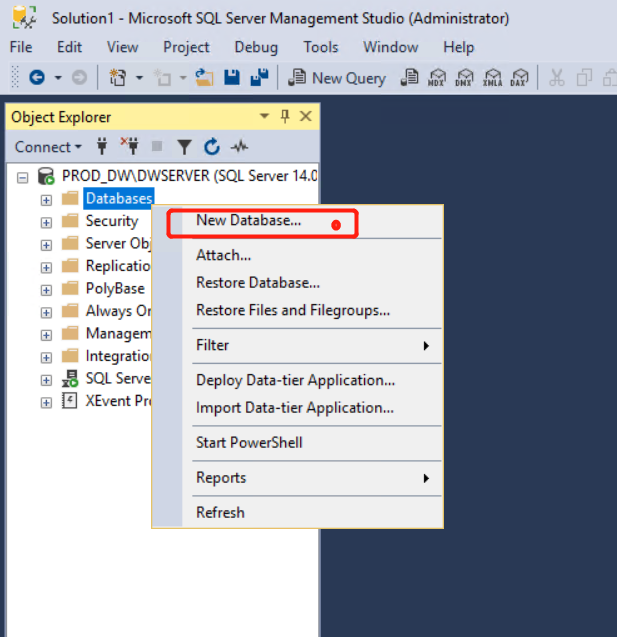 Solution1 - Microsoft SQL Server Management Studio (Administrator)
File Edit View Project Debug Tools Window Help
New Query MDX DMX XMLA DAX
Object Explorer
Connect
PROD_DW\DWSERVER (SQL Server 14.0
Databases
Security
Server Obj
Replicatio
PolyBase
Always On
Managem
Integration
SQL Serve
XEvent Pro
New Database...
Attach...
Restore Database...
Restore Files and Filegroups...
Filter
Deploy Data-tier Application...
Import Data-tier Application...
Start PowerShell
Reports
Refresh